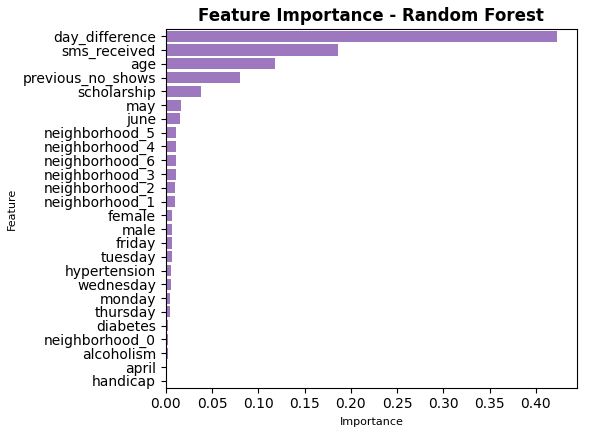 Feature Importance - Random Forest
Feature
day_difference
sms_received
age
previous_no_shows
scholarship
may
june
neighborhood_5
neighborhood_4
neighborhood_6
neighborhood_3
neighborhood_2
neighborhood_1
female
male
friday
tuesday
hypertension
wednesday
monday
thursday
diabetes
neighborhood_0
alcoholism
april
handicap
0.00 0.05 0.10 0.15 0.20 0.25 0.30 0.35 0.40
Importance